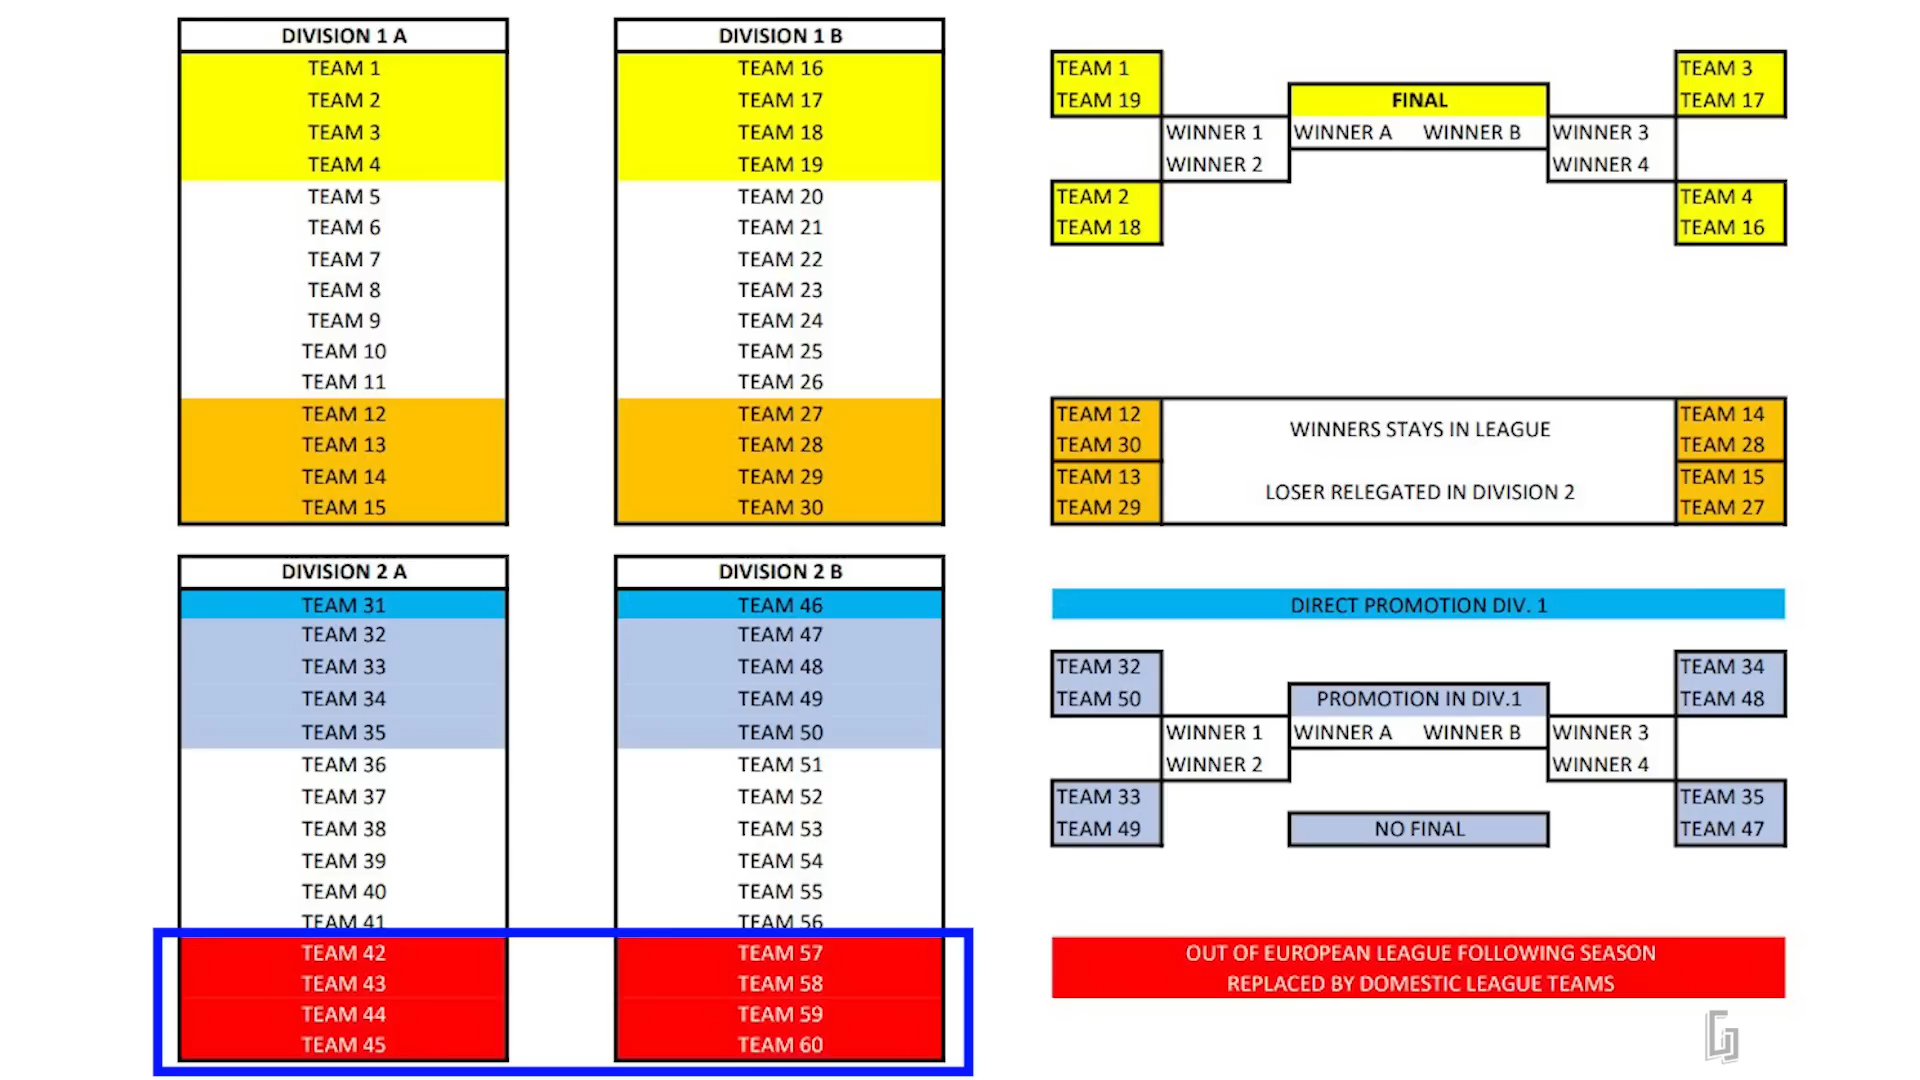 DIVISION 1 A
TEAM 1
TEAM 2
TEAM 3
TEAM 4
TEAM 5
TEAM 6
TEAM 7
TEAM 8
TEAM 9
TEAM 10
TEAM 11
TEAM 12
TEAM 13
TEAM 14
TEAM 15
DIVISION 1 B
TEAM 16
TEAM 17
TEAM 18
TEAM 19
TEAM 20
TEAM 21
TEAM 22
TEAM 23
TEAM 24
TEAM 25
TEAM 26
TEAM 27
TEAM 28
TEAM 29
TEAM 30
TEAM 1
TEAM 19
WINNER 1
WINNER 2
TEAM 2
TEAM 18
FINAL
WINNER A WINNER B
TEAM 3
TEAM 17
WINNER 3
WINNER 4
TEAM 4
TEAM 16
TEAM 12
TEAM 30
TEAM 13
TEAM 29
WINNERS STAYS IN LEAGUE
LOSER RELEGATED IN DIVISION 2
TEAM 14
TEAM 28
TEAM 15
TEAM 27
DIVISION 2 A
TEAM 31
TEAM 32
TEAM 33
TEAM 34
TEAM 35
TEAM 36
TEAM 37
TEAM 38
TEAM 39
TEAM 40
TEAM 41
TEAM 42
TEAM 43
TEAM 44
TEAM 45
DIVISION 2 B
TEAM 46
TEAM 47
TEAM 48
TEAM 49
TEAM 50
TEAM 51
TEAM 52
TEAM 53
TEAM 54
TEAM 55
TEAM 56
TEAM 57
TEAM 58
TEAM 59
TEAM 60
DIRECT PROMOTION DIV. 1
TEAM 32
TEAM 50
WINNER 1
WINNER 2
TEAM 33
TEAM 49
PROMOTION IN DIV.1
WINNER A WINNER B
NO FINAL
TEAM 34
TEAM 48
WINNER 3
WINNER 4
TEAM 35
TEAM 47
OUT OF EUROPEAN LEAGUE FOLLOWING SEASON
REPLACED BY DOMESTIC LEAGUE TEAMS